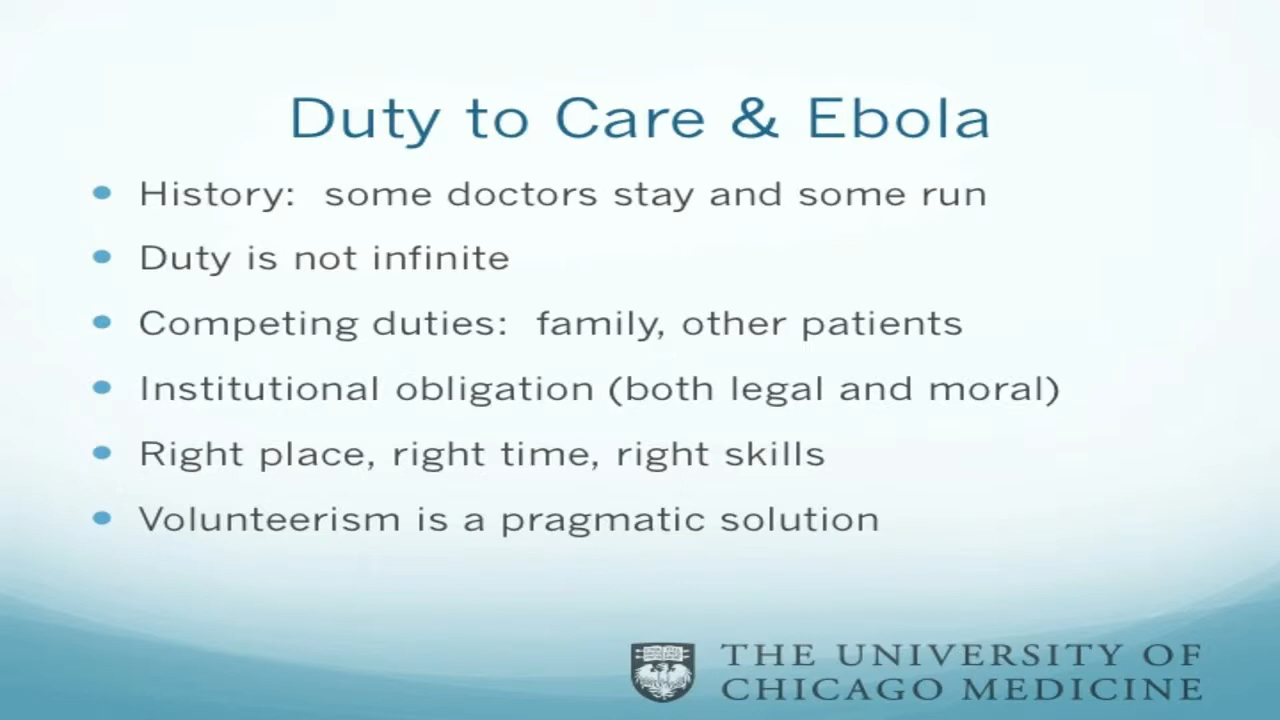 Duty to Care & Ebola
History: some doctors stay and some run
Duty is not infinite
Competing duties: family, other patients
Institutional obligation (both legal and moral)
Right place, right time, right skills
Volunteerism is a pragmatic solution
THE UNIVERSITY OF
CHICAGO MEDICINE